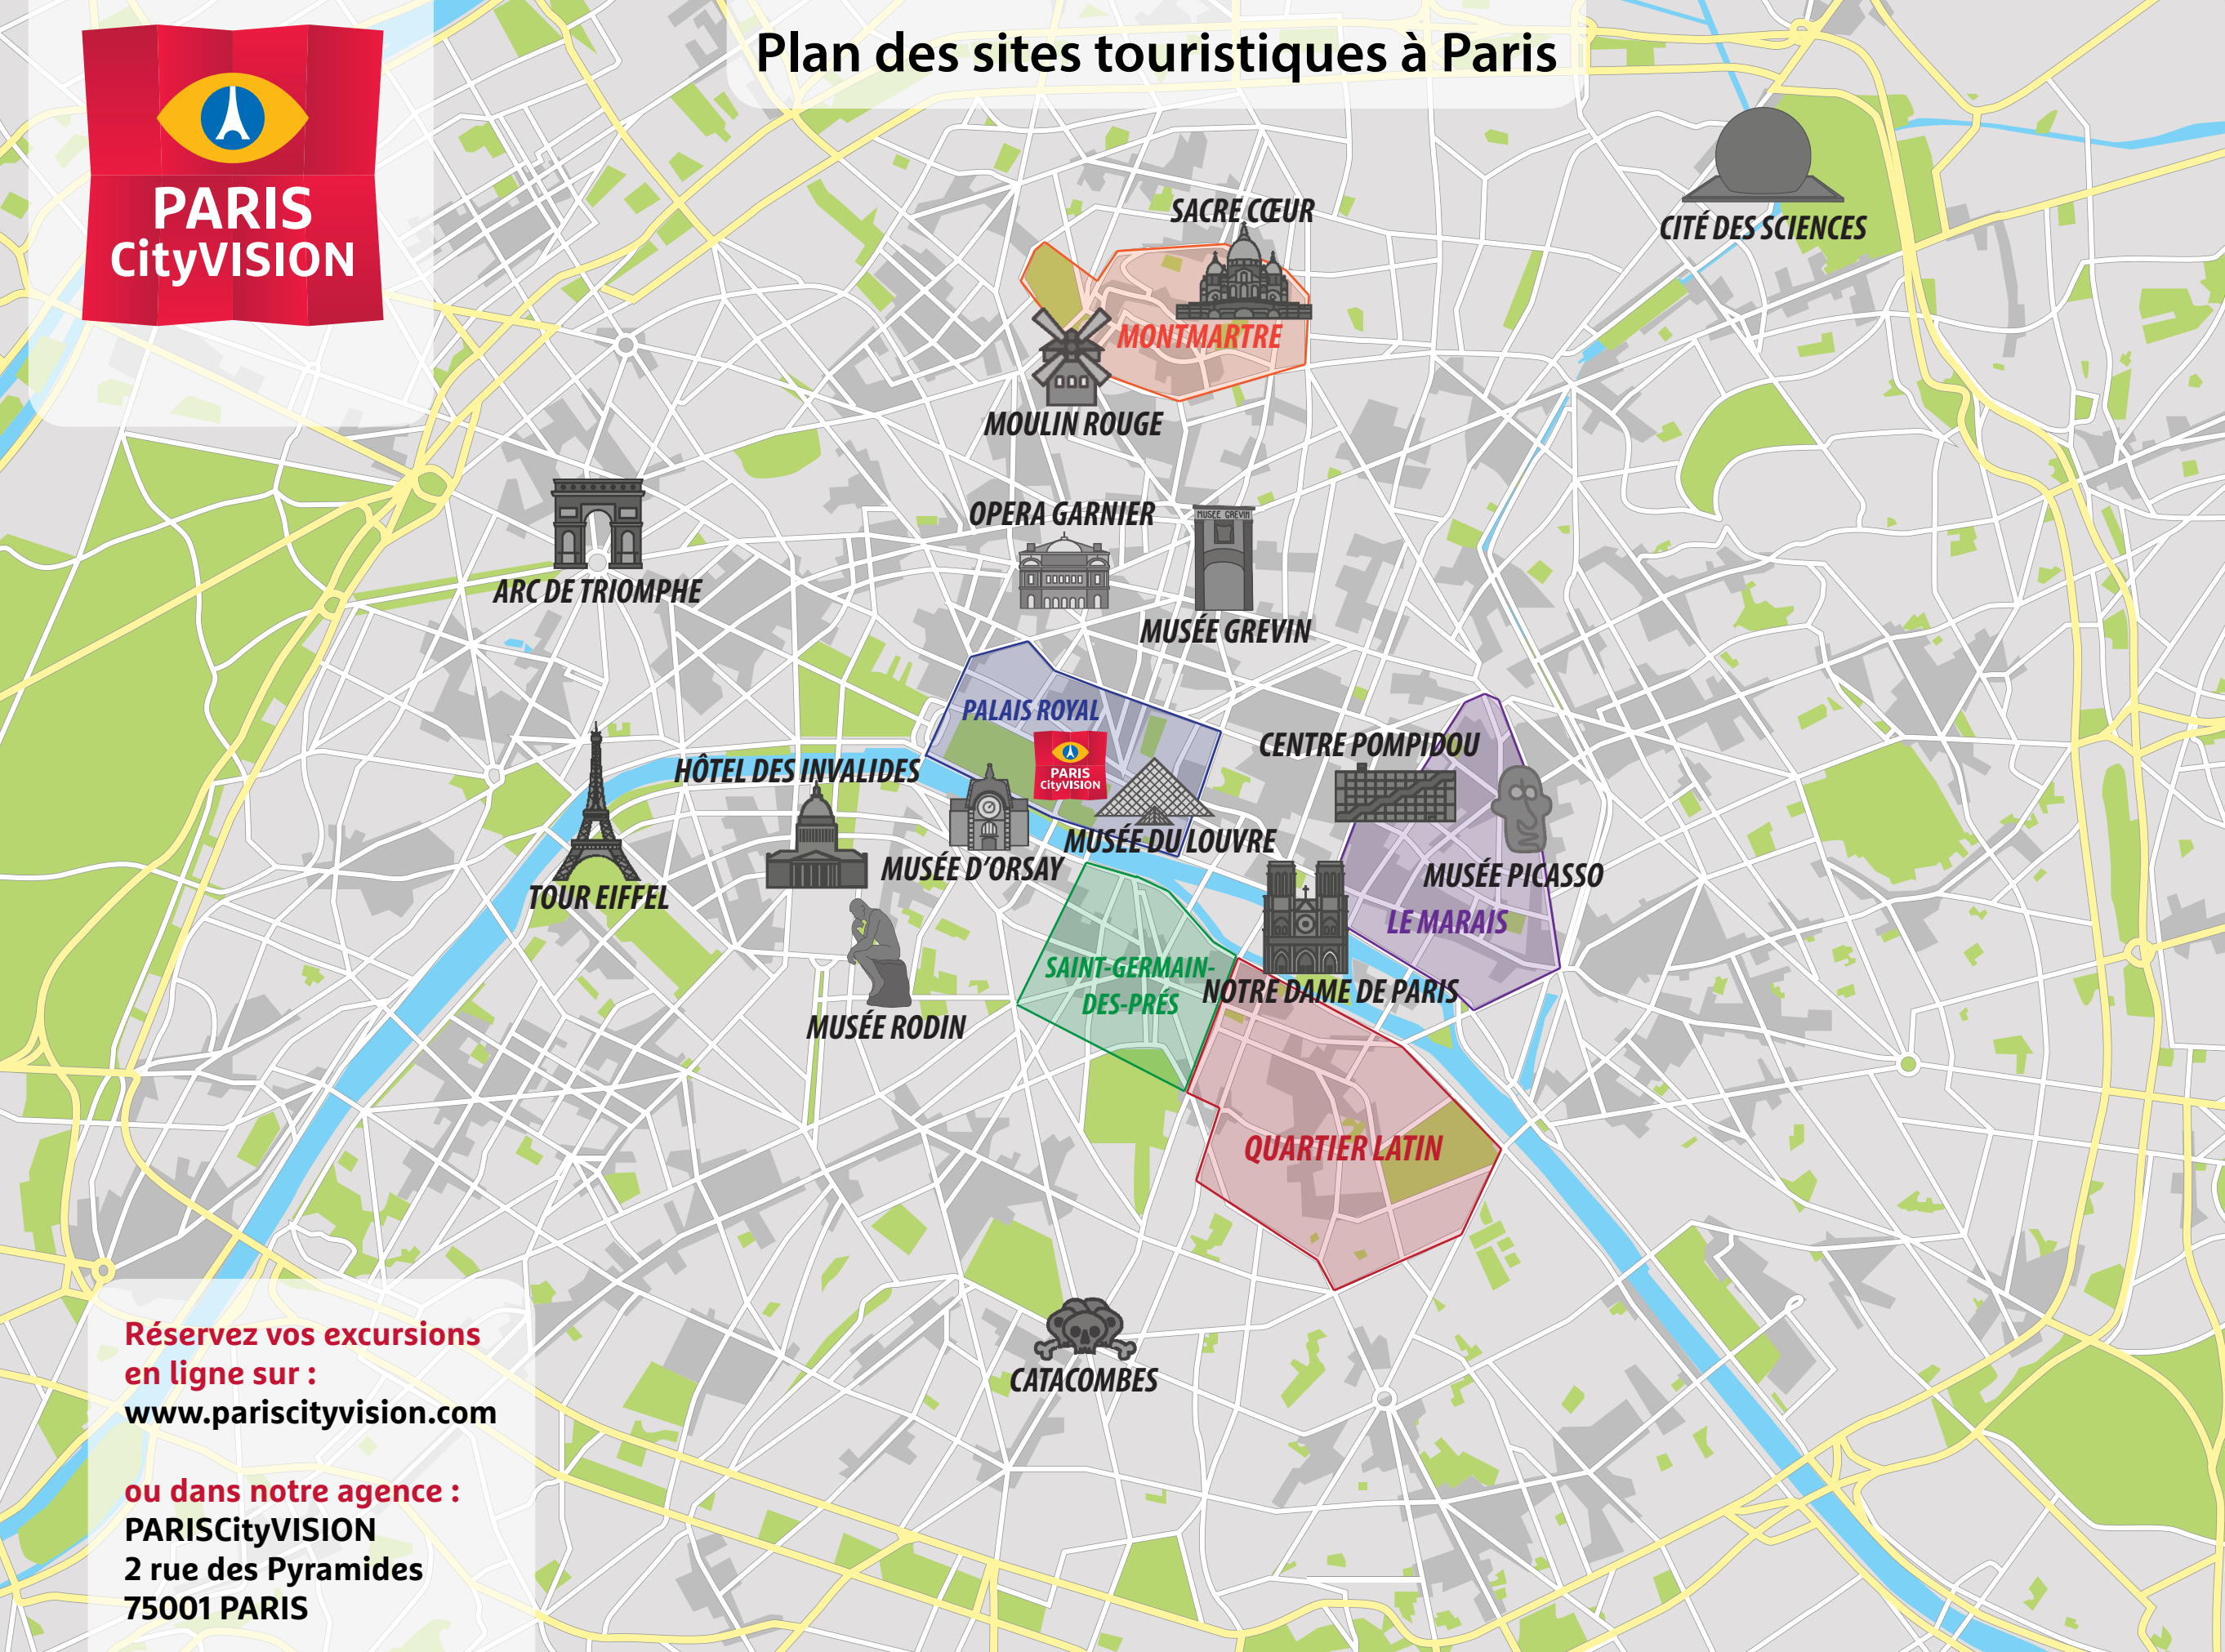 Plan des sites touristiques à Paris
PARIS
CityVISION
SACRE CŒUR
CITÉ DES SCIENCES
MONTMARTRE
MOULIN ROUGE
OPERA GARNIER
MUSÉE GREVIN
ARC DE TRIOMPHE
MUSÉE GREVIN
PALAIS ROYAL
CENTRE POMPIDOU
HÔTEL DES INVALIDES
PARIS
CityVISION
MUSÉE DU LOUVRE
MUSÉE D'ORSAY
MUSÉE PICASSO
TOUR EIFFEL
LE MARAIS
SAINT-GERMAIN-
DES-PRÉS
NOTRE DAME DE PARIS
MUSÉE RODIN
QUARTIER LATIN
CATACOMBES
Réservez vos excursions
en ligne sur :
www.pariscityvision.com
ou dans notre agence :
PARISCityVISION
2 rue des Pyramides
75001 PARIS